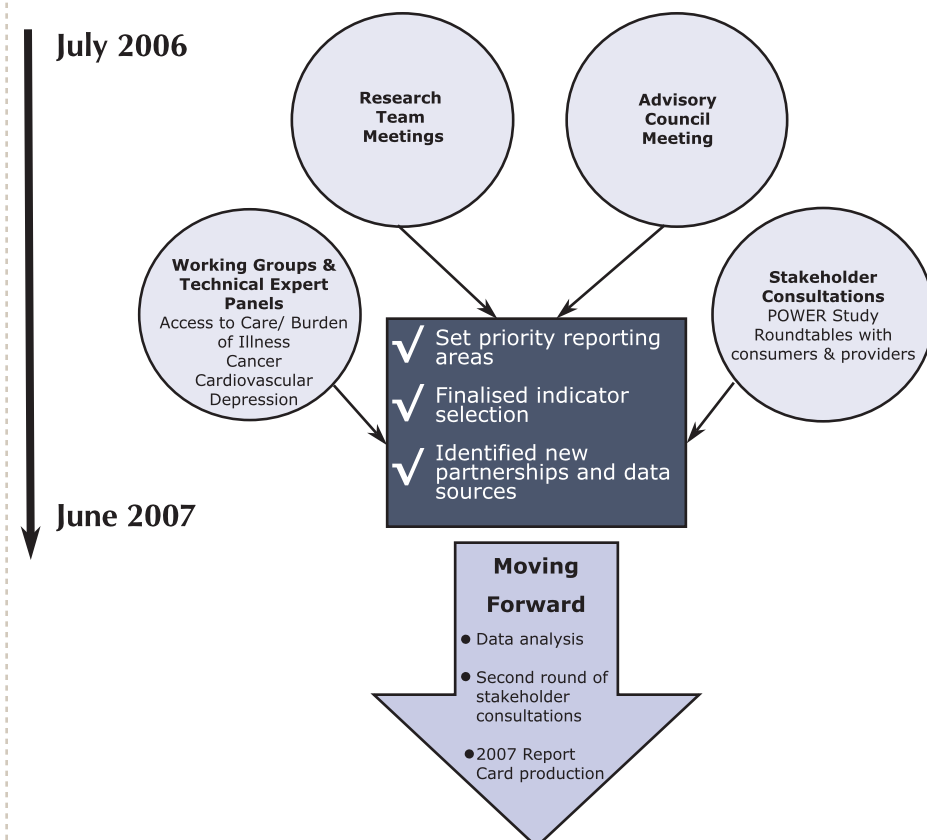 July 2006
Research
Team
Meetings
Advisory
Council
Meeting
Working Groups &
Technical Expert
Panels
Access to Care/ Burden
of Illness
Cancer
Cardiovascular
Depression
Stakeholder
Consultations
POWER Study
Roundtables with
consumers & providers
√ Set priority reporting
areas
√ Finalised indicator
selection
√ Identified new
partnerships and data
sources
June 2007
Moving
Forward
● Data analysis
● Second round of
stakeholder
consultations
● 2007 Report
Card production